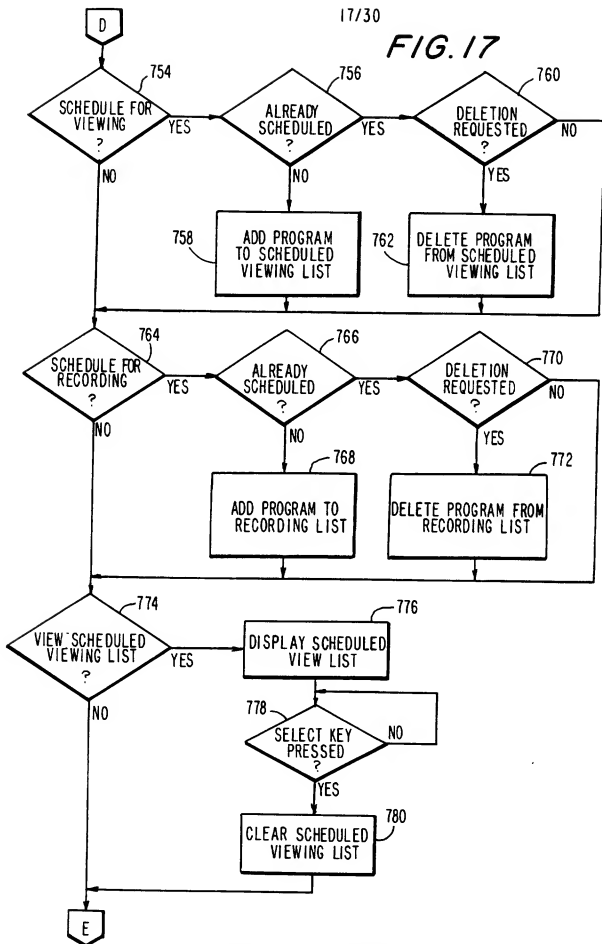 17/30
FIG. 17
D
754
756
760
SCHEDULE FOR
VIEWING
?
YES
NO
ALREADY
SCHEDULED
?
YES
NO
DELETION
REQUESTED
?
NO
YES
758
ADD PROGRAM
TO SCHEDULED
VIEWING LIST
762
DELETE PROGRAM
FROM SCHEDULED
VIEWING LIST
764
766
770
SCHEDULE FOR
RECORDING
?
YES
NO
ALREADY
SCHEDULED
?
YES
NO
DELETION
REQUESTED
?
NO
YES
768
ADD PROGRAM TO
RECORDING LIST
772
DELETE PROGRAM FROM
RECORDING LIST
774
VIEW SCHEDULED
VIEWING LIST
?
YES
NO
776
DISPLAY SCHEDULED
VIEW LIST
778
SELECT KEY
PRESSED
?
NO
YES
780
CLEAR SCHEDULED
VIEWING LIST
E